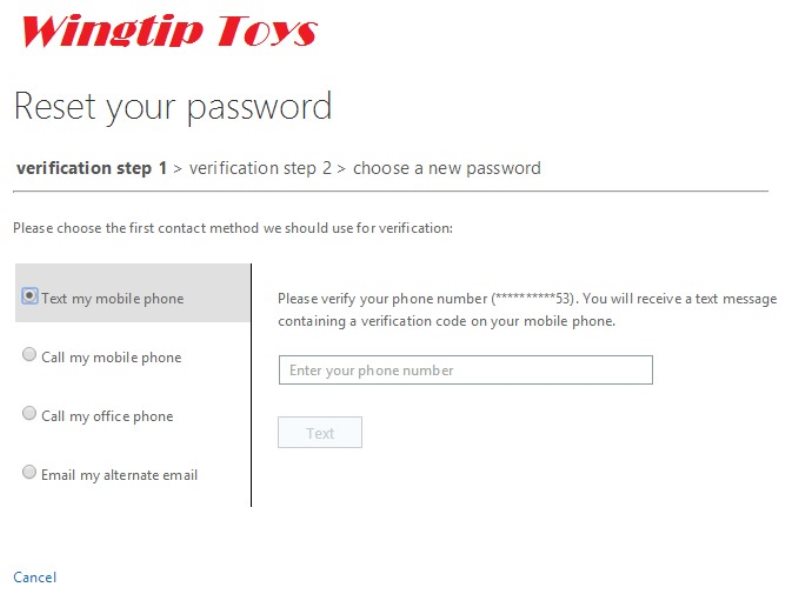 Wingtip Toys
Reset your password
verification step 1 > verification step 2 > choose a new password
Please choose the first contact method we should use for verification:
Text my mobile phone
Call my mobile phone
Call my office phone
Email my alternate email
Please verify your phone number (**********53). You will receive a text message
containing a verification code on your mobile phone.
Enter your phone number
Text
Cancel